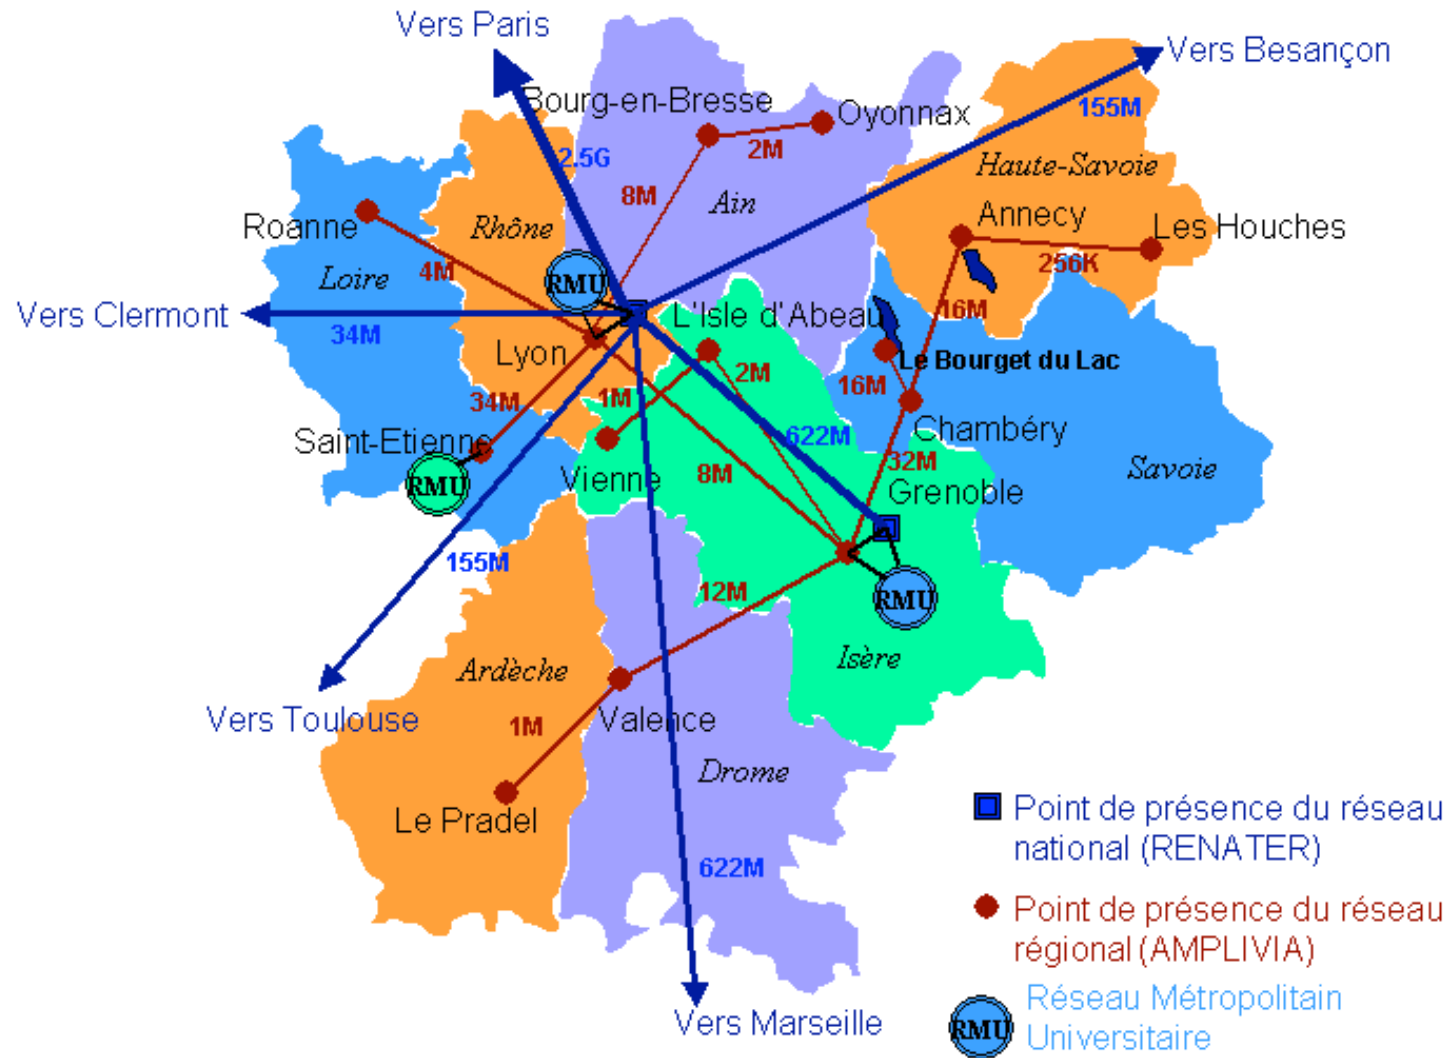 Vers Paris
Vers Besançon
Bourg-en-Bresse
Oyonnax
155M
2.5G
2M
Haute-Savoie
8M
Ain
Annecy
Les Houches
Roanne
Rhône
4M
RMU
Loire
256K
16M
Vers Clermont
34M
L'Isle d'Abeau
Lyon
Le Bourget du Lac
2M
16M
34M
1M
Saint-Etienne
622M
Chambéry
RMU
Vienne
8M
32M
Savoie
Grenoble
155M
12M
RMU
Ardèche
Isère
Vers Toulouse
1M
Valence
Drome
Le Pradel
622M
Vers Marseille
Point de présence du réseau
national (RENATER)
Point de présence du réseau
régional (AMPLIVIA)
RMU
Réseau Métropolitain
Universitaire